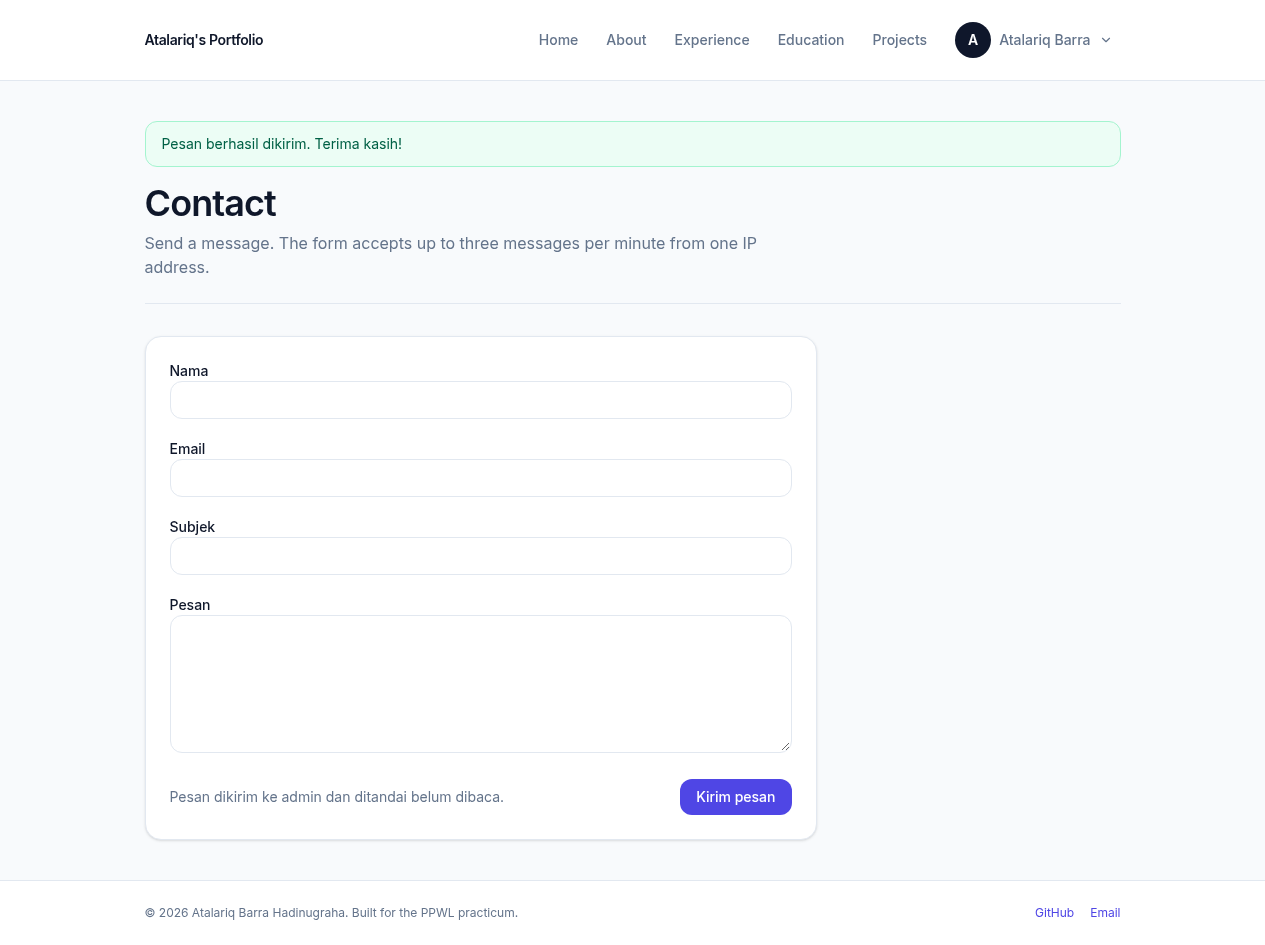 Atalariq's Portfolio
Home
About
Experience
Education
Projects
A
Atalariq Barra
Pesan berhasil dikirim. Terima kasih!
Contact
Send a message. The form accepts up to three messages per minute from one IP
address.
Nama
Email
Subjek
Pesan
Pesan dikirim ke admin dan ditandai belum dibaca.
Kirim pesan
© 2026 Atalariq Barra Hadinugraha. Built for the PPWL practicum.
GitHub
Email